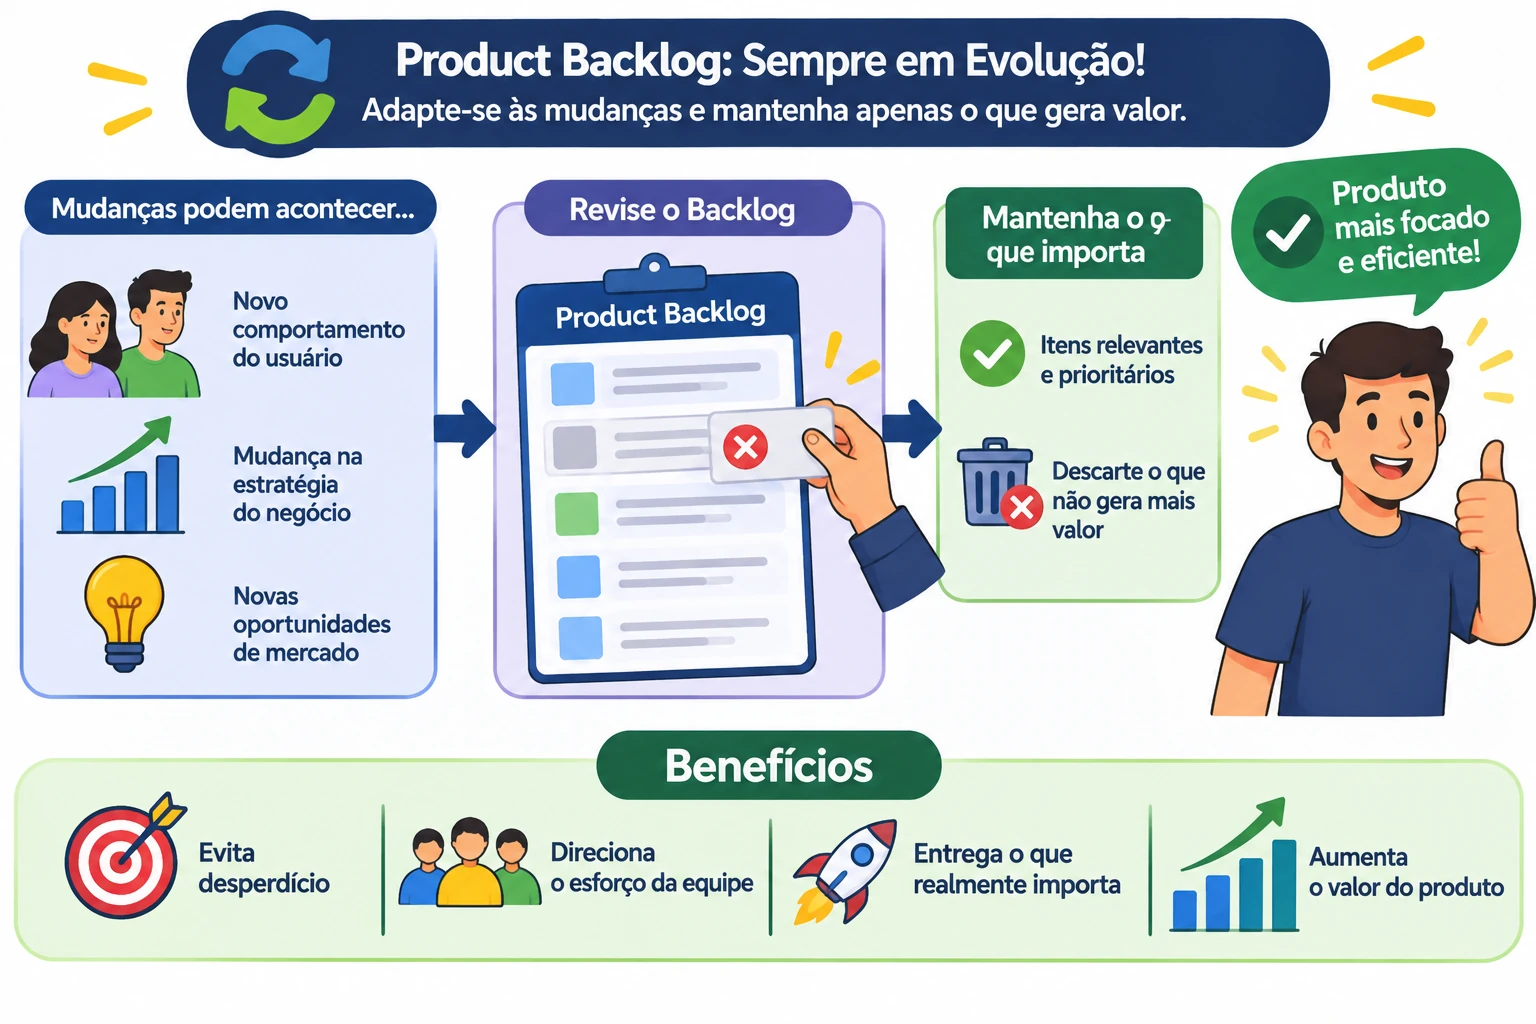 Product Backlog: Sempre em Evolução!
Adapte-se às mudanças e mantenha apenas o que gera valor.
Mudanças podem acontecer...
Novo
comportamento
do usuário
Mudança na
estratégia
do negócio
Novas
oportunidades
de mercado
Revise o Backlog
Product Backlog
Mantenha o
que importa
Itens relevantes
e prioritários
Descarte o que
não gera mais
valor
Produto
mais focado
e eficiente!
Benefícios
Evita
desperdício
Direciona
o esforço da equipe
Entrega o que
realmente importa
Aumenta
o valor do produto